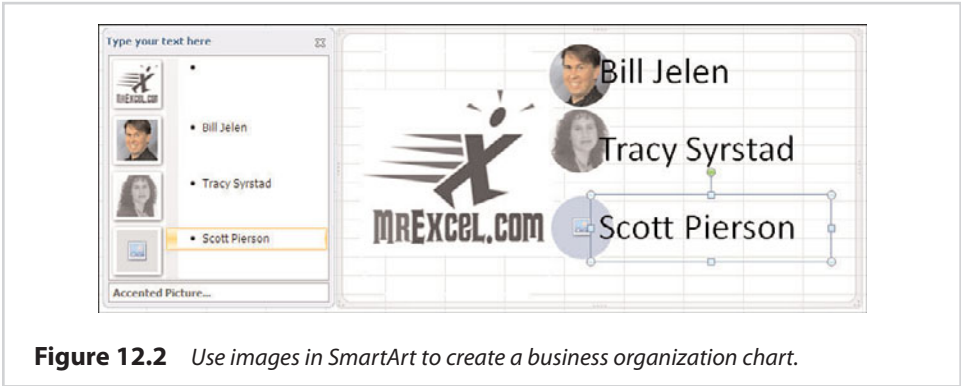 Type your text here
MREXCEL.COM
• 
• Bill Jelen
• Tracy Syrstad
• Scott Pierson
Accented Picture...
Bill Jelen
Tracy Syrstad
MREXCEL.COM
Scott Pierson
Figure 12.2 Use images in SmartArt to create a business organization chart.